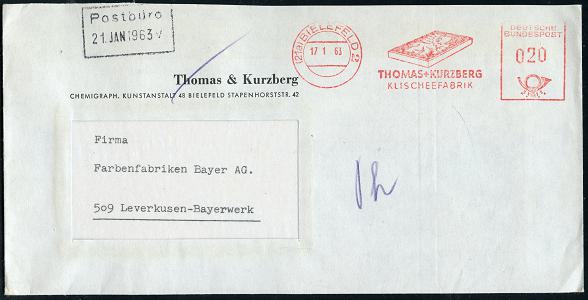 Postbüro
21. JAN 1963
Thomas & Kurzberg
CHEMIGRAPH. KUNSTANSTALT 48 BIELEFELD STAPENHORSTSTR. 42
(21a) BIELEFELD 2
17 1 63
THOMAS+KURZBERG
KLISCHEEFABRIK
DEUTSCHE
BUNDESPOST
020
Firma
Farbenfabriken Bayer AG.
509 Leverkusen-Bayerwerk